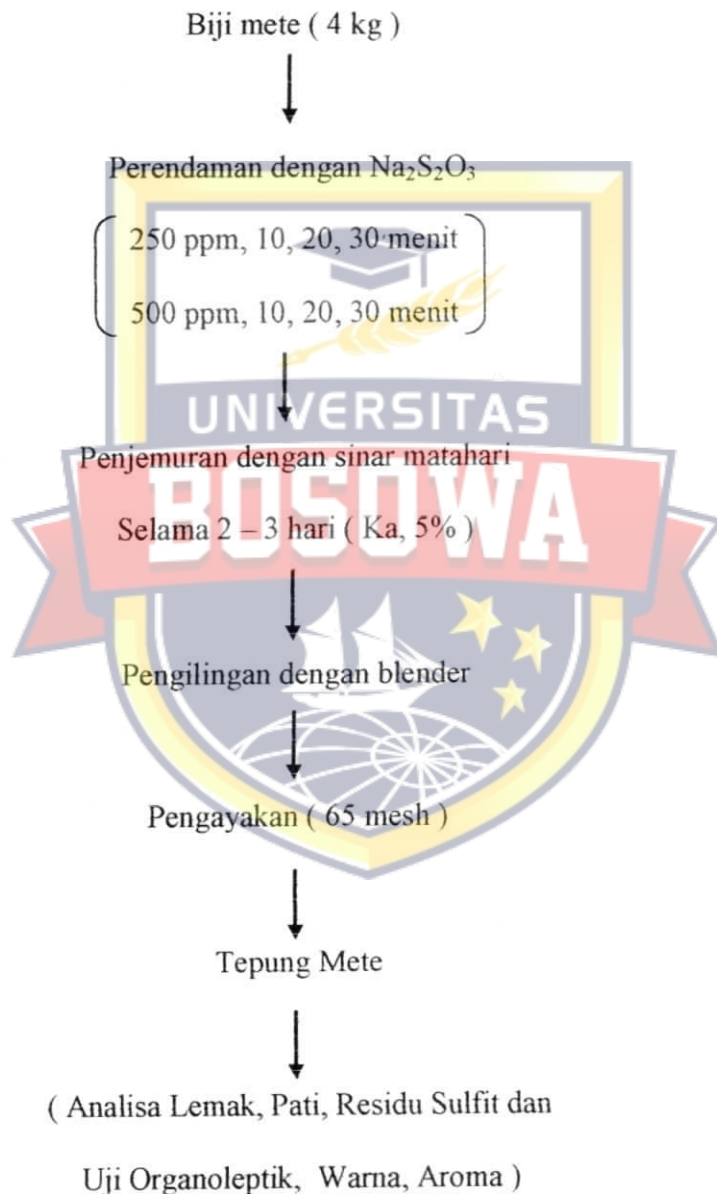 Biji mete ( 4 kg )
Perendaman dengan Na₂S₂O₃
250 ppm, 10, 20, 30 menit
500 ppm, 10, 20, 30 menit
UNIVERSITAS
Penjemuran dengan sinar matahari
BOSOWA
Selama 2 – 3 hari ( Ka, 5% )
Pengilingan dengan blender
Pengayakan ( 65 mesh )
Tepung Mete
( Analisa Lemak, Pati, Residu Sulfit dan
Uji Organoleptik, Warna, Aroma )